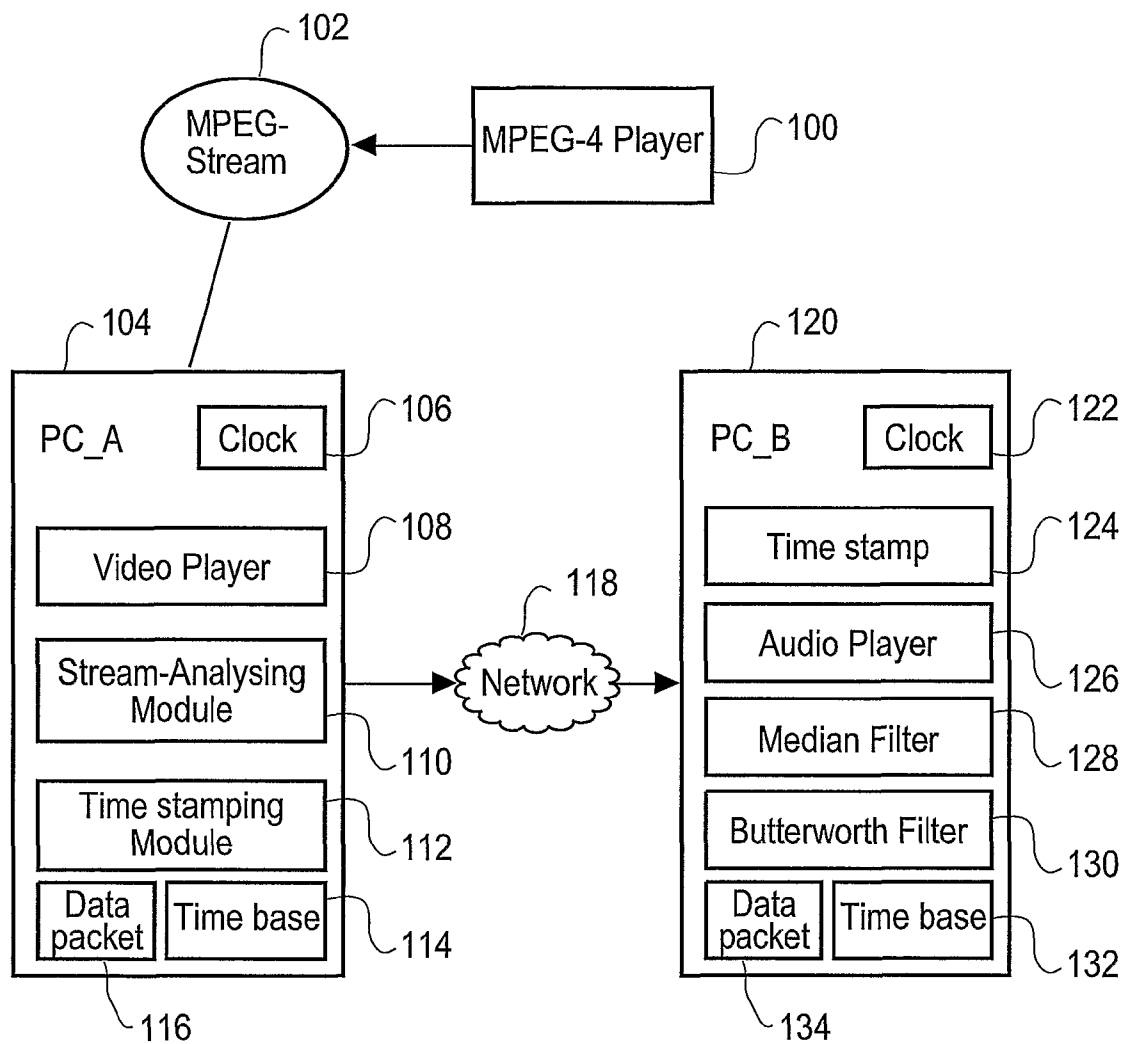 102
MPEG-
Stream
MPEG-4 Player
100
104
PC_A
Clock
106
Video Player
108
Stream-Analysing
Module
110
Time stamping
Module
112
Data
packet
Time base
114
116
118
Network
120
PC_B
Clock
122
Time stamp
124
Audio Player
126
Median Filter
128
Butterworth Filter
130
Data
packet
Time base
132
134